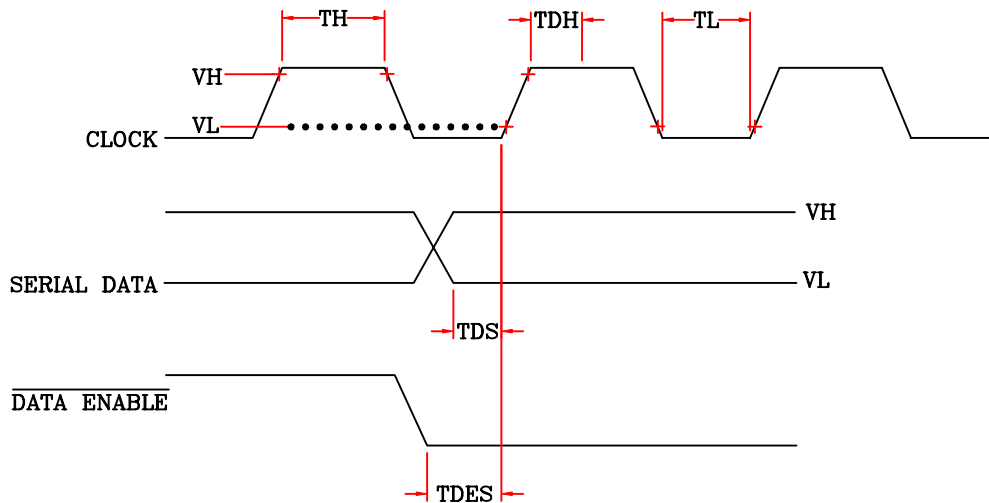 TH
TDH
TL
VH
VL
CLOCK
VH
SERIAL DATA
VL
TDS
DATA ENABLE
TDES